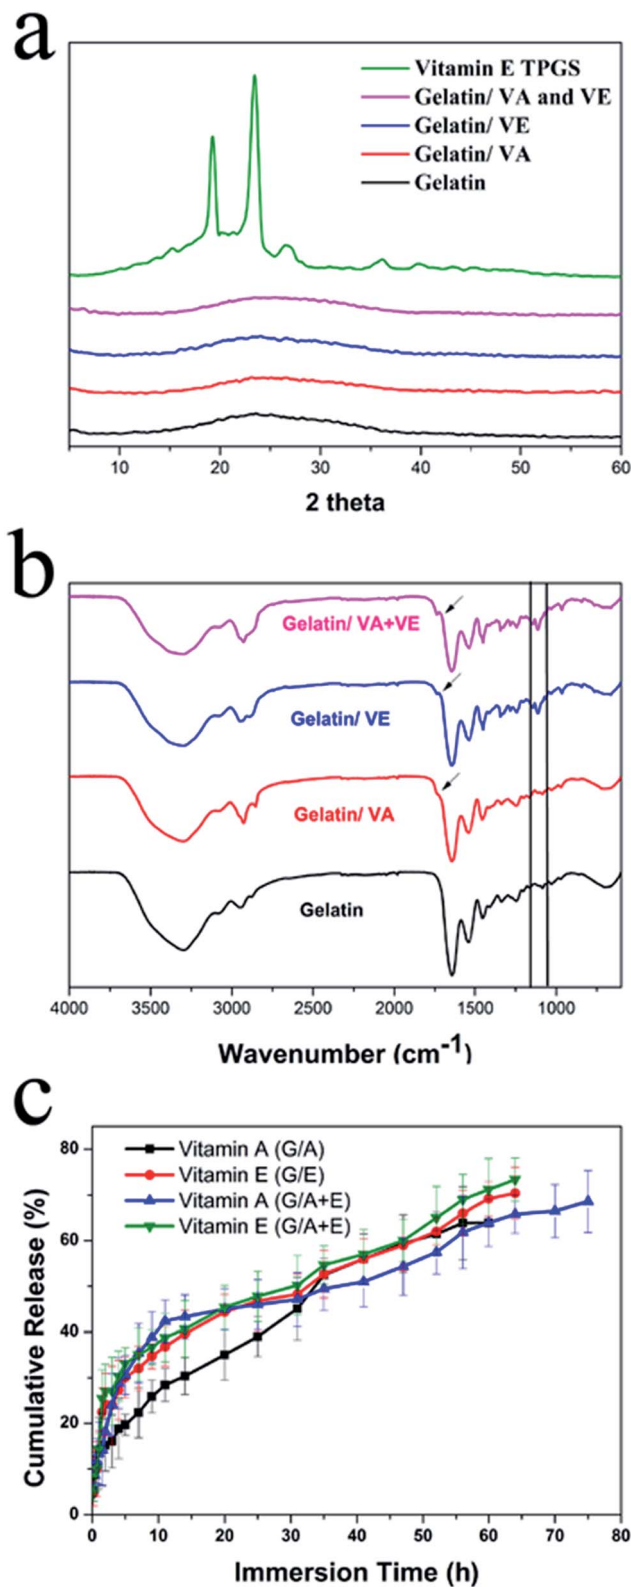 a
Vitamin E TPGS
Gelatin/ VA and VE
Gelatin/ VE
Gelatin/ VA
Gelatin
10 20 30 40 50 60
2 theta
b
Gelatin/ VA+VE
Gelatin/ VE
Gelatin/ VA
Gelatin
4000 3500 3000 2500 2000 1500 1000
Wavenumber (cm⁻¹)
c
80
Vitamin A (G/A)
Vitamin E (G/E)
Vitamin A (G/A+E)
Vitamin E (G/A+E)
60
40
20
0
Cumulative Release (%)
0 10 20 30 40 50 60 70 80
Immersion Time (h)